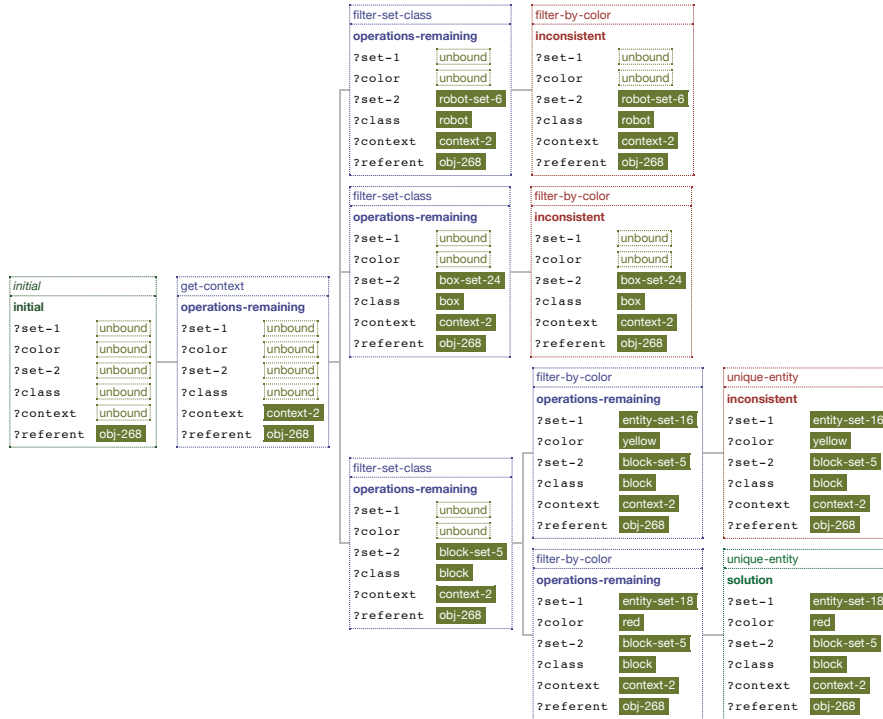 initial
initial
?set-1 unbound
?color unbound
?set-2 unbound
?class unbound
?context unbound
?referent obj-268
get-context
operations-remaining
?set-1 unbound
?color unbound
?set-2 unbound
?class unbound
?context context-2
?referent obj-268
filter-set-class
operations-remaining
?set-1 unbound
?color unbound
?set-2 robot-set-6
?class robot
?context context-2
?referent obj-268
filter-by-color
inconsistent
?set-1 unbound
?color unbound
?set-2 robot-set-6
?class robot
?context context-2
?referent obj-268
filter-set-class
operations-remaining
?set-1 unbound
?color unbound
?set-2 box-set-24
?class box
?context context-2
?referent obj-268
filter-by-color
inconsistent
?set-1 unbound
?color unbound
?set-2 box-set-24
?class box
?context context-2
?referent obj-268
filter-set-class
operations-remaining
?set-1 unbound
?color unbound
?set-2 block-set-5
?class block
?context context-2
?referent obj-268
filter-by-color
operations-remaining
?set-1 entity-set-16
?color yellow
?set-2 block-set-5
?class block
?context context-2
?referent obj-268
unique-entity
inconsistent
?set-1 entity-set-16
?color yellow
?set-2 block-set-5
?class block
?context context-2
?referent obj-268
filter-by-color
operations-remaining
?set-1 entity-set-18
?color red
?set-2 block-set-5
?class block
?context context-2
?referent obj-268
unique-entity
solution
?set-1 entity-set-18
?color red
?set-2 block-set-5
?class block
?context context-2
?referent obj-268